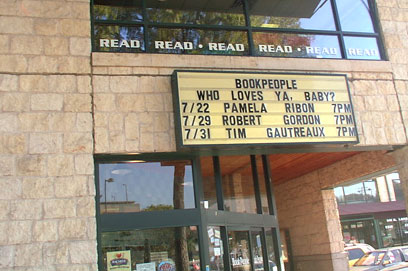 READ READ • READ • READ READ
BOOKPEOPLE
WHO LOVES YA, BABY?
7/22 PAMELA RIBON 7PM
7/29 ROBERT GORDON 7PM
7/31 TIM GAUTREAUX 7PM